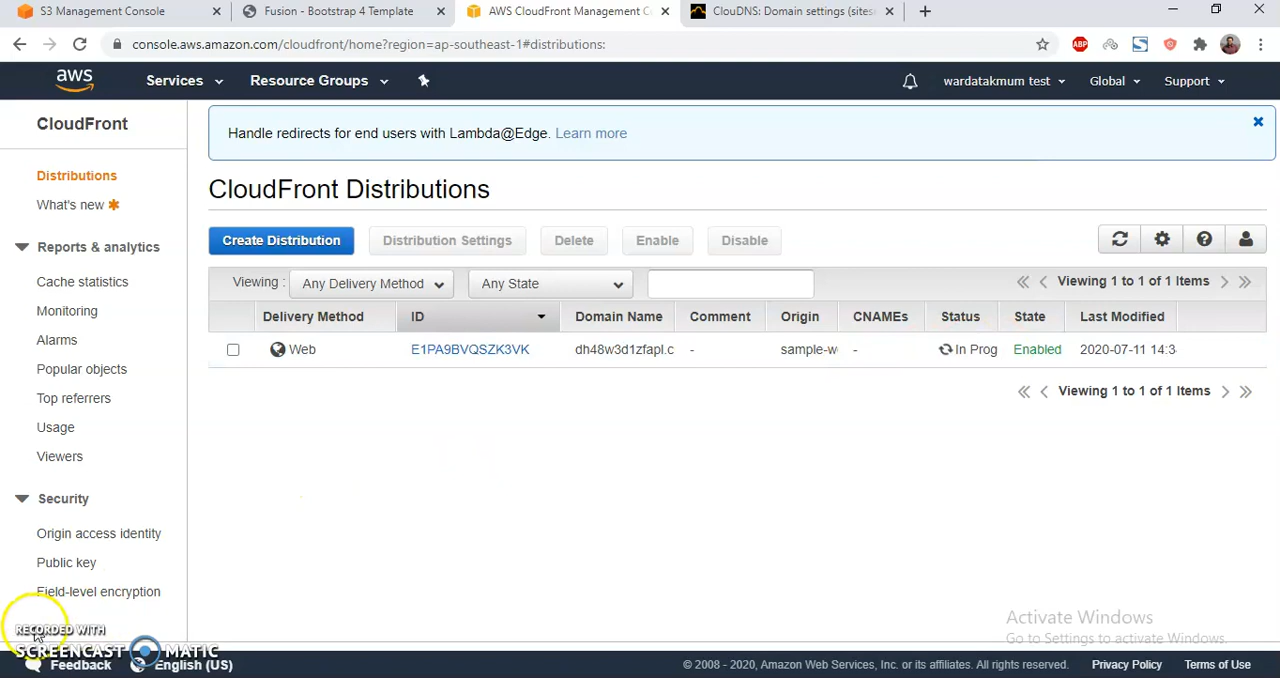 S3 Management Console
Fusion - Bootstrap 4 Template
AWS CloudFront Management C
ClouDNS: Domain settings (sites
console.aws.amazon.com/cloudfront/home?region=ap-southeast-1#distributions:
ABP
aws
Services
Resource Groups
wardatakmum test
Global
Support
CloudFront
Distributions
What's new
Reports & analytics
Cache statistics
Monitoring
Alarms
Popular objects
Top referrers
Usage
Viewers
Security
Origin access identity
Public key
Field-level encryption
Handle redirects for end users with Lambda@Edge. Learn more
CloudFront Distributions
Create Distribution
Distribution Settings
Delete
Enable
Disable
Viewing :
Any Delivery Method
Any State
Viewing 1 to 1 of 1 Items
Delivery Method
ID
Domain Name
Comment
Origin
CNAMEs
Status
State
Last Modified
Web
E1PA9BVQSZK3VK
dh48w3d1zfapl.c
-
sample-w
-
In Prog
Enabled
2020-07-11 14:3
Viewing 1 to 1 of 1 Items
Activate Windows
Go to Settings to activate Windows.
RECORDED WITH
SCREENCAST MATIC
Feedback
English (US)
© 2008 - 2020, Amazon Web Services, Inc. or its affiliates. All rights reserved.
Privacy Policy
Terms of Use